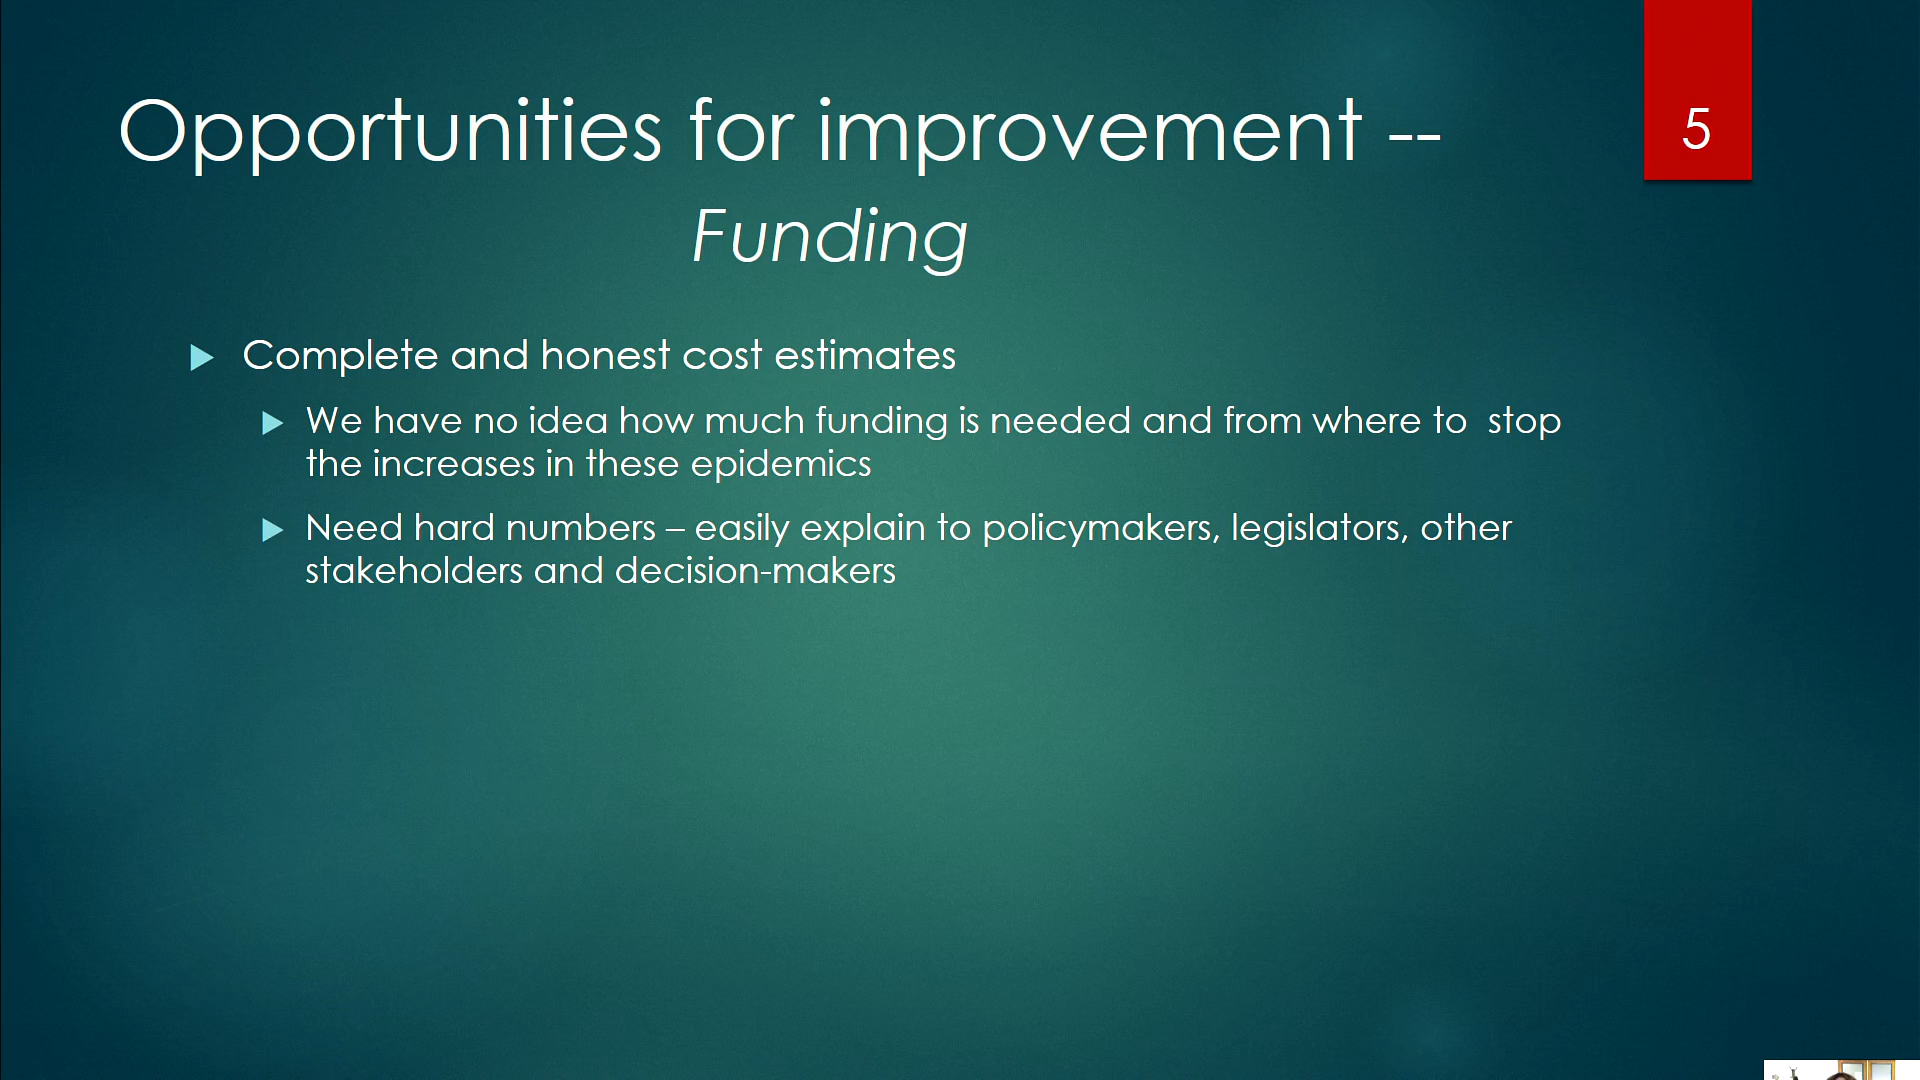 Opportunities for improvement --
Funding
5
Complete and honest cost estimates
We have no idea how much funding is needed and from where to  stop
the increases in these epidemics
Need hard numbers – easily explain to policymakers, legislators, other
stakeholders and decision-makers